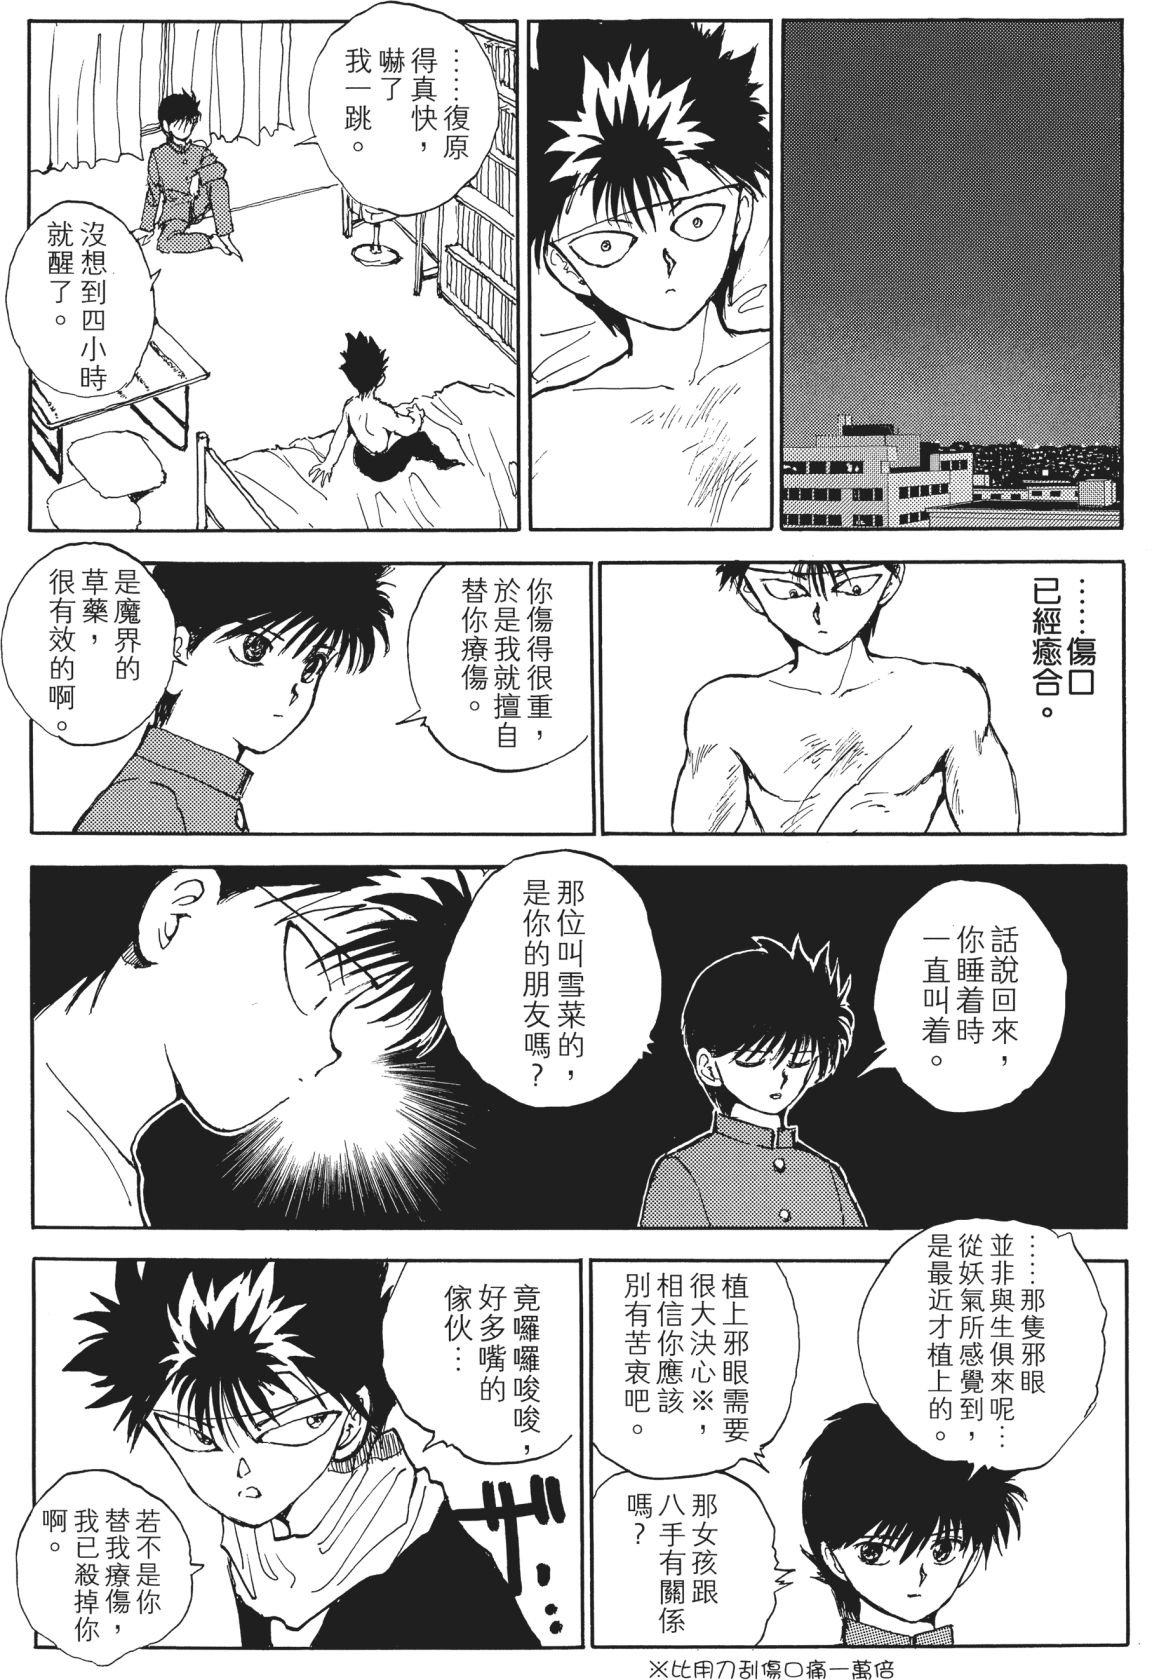 ……復原
得真快，
嚇了
我一跳。
沒想到四小時
就醒了。
……傷口
已經癒合。
你傷得很重，
於是我就擅自
替你療傷。
是魔界的
草藥，
很有效的啊。
話說回來，
你睡着時
一直叫着。
那位叫雪菜的，
是你的朋友嗎？
……那隻邪眼
並非與生俱來呢…
從妖氣所感覺到，
是最近才植上的。
植上邪眼需要
很大決心※，
相信你應該
別有苦衷吧。
那女孩跟
八手有關係
嗎？
竟囉囉唆唆，
好多嘴的
傢伙…
ザザ…
若不是你
替我療傷，
我已殺掉你
啊。
※比用刀刮傷口痛一萬倍